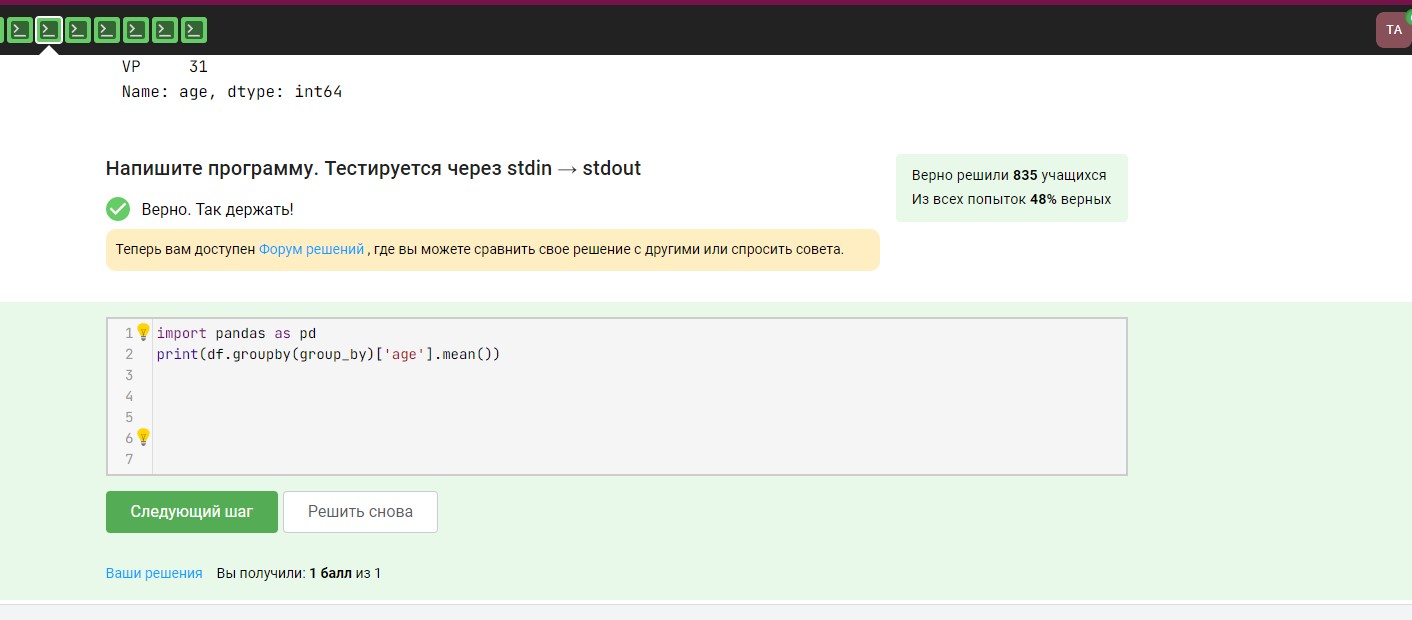 TA
VP     31
Name: age, dtype: int64
Напишите программу. Тестируется через stdin → stdout
Верно решили 835 учащихся
Из всех попыток 48% верных
Верно. Так держать!
Теперь вам доступен Форум решений , где вы можете сравнить свое решение с другими или спросить совета.
1 import pandas as pd
2 print(df.groupby(group_by)['age'].mean())
3
4
5
6
7
Следующий шаг Решить снова
Ваши решения Вы получили: 1 балл из 1